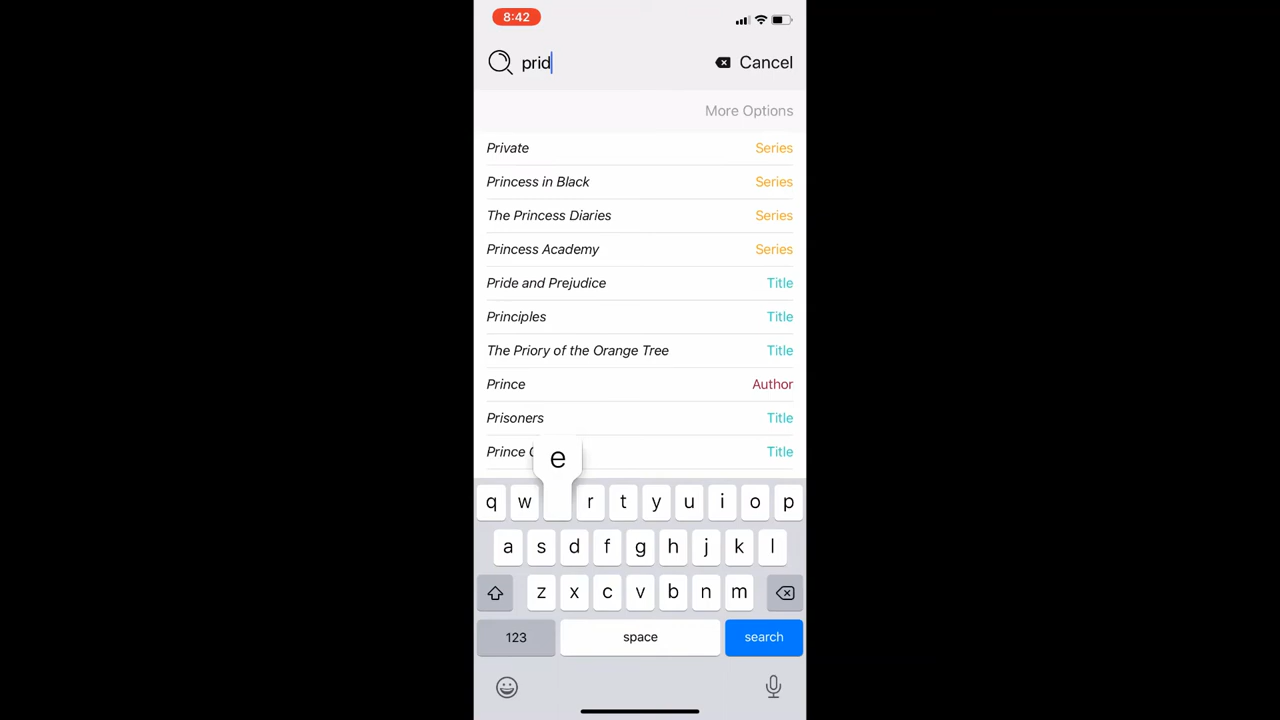 8:42
prid
Cancel
More Options
Private Series
Princess in Black Series
The Princess Diaries Series
Princess Academy Series
Pride and Prejudice Title
Principles Title
The Priory of the Orange Tree Title
Prince Author
Prisoners Title
Prince Title
e
q w r t y u i o p
a s d f g h j k l
z x c v b n m
123 space search